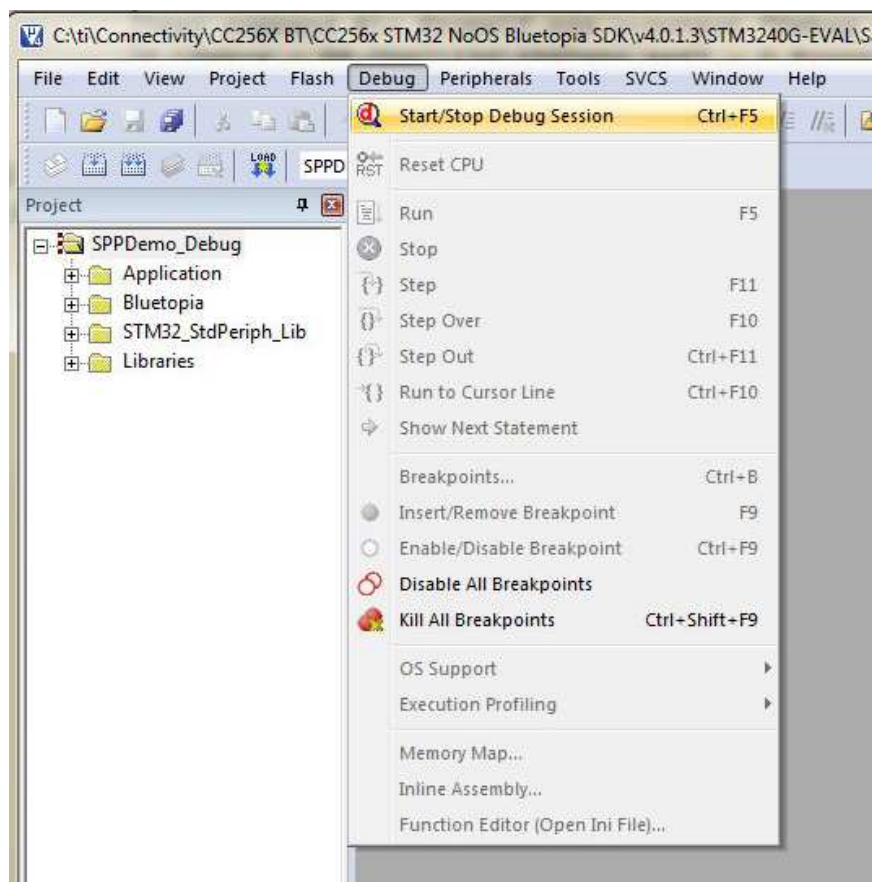 C:\ti\Connectivity\CC256X BT\CC256x STM32 NoOS Bluetopia SDK\v4.0.1.3\STM3240G-EVAL\S
File Edit View Project Flash Debug Peripherals Tools SVCS Window Help
Start/Stop Debug Session Ctrl+F5
LOAD SPPD
RST Reset CPU
Project
Run F5
SPPDemo_Debug
Stop
Application
Step F11
Bluetopia
Step Over F10
STM32_StdPeriph_Lib
Step Out Ctrl+F11
Libraries
Run to Cursor Line Ctrl+F10
Show Next Statement
Breakpoints... Ctrl+B
Insert/Remove Breakpoint F9
Enable/Disable Breakpoint Ctrl+F9
Disable All Breakpoints
Kill All Breakpoints Ctrl+Shift+F9
OS Support
Execution Profiling
Memory Map...
Inline Assembly...
Function Editor (Open Ini File)...